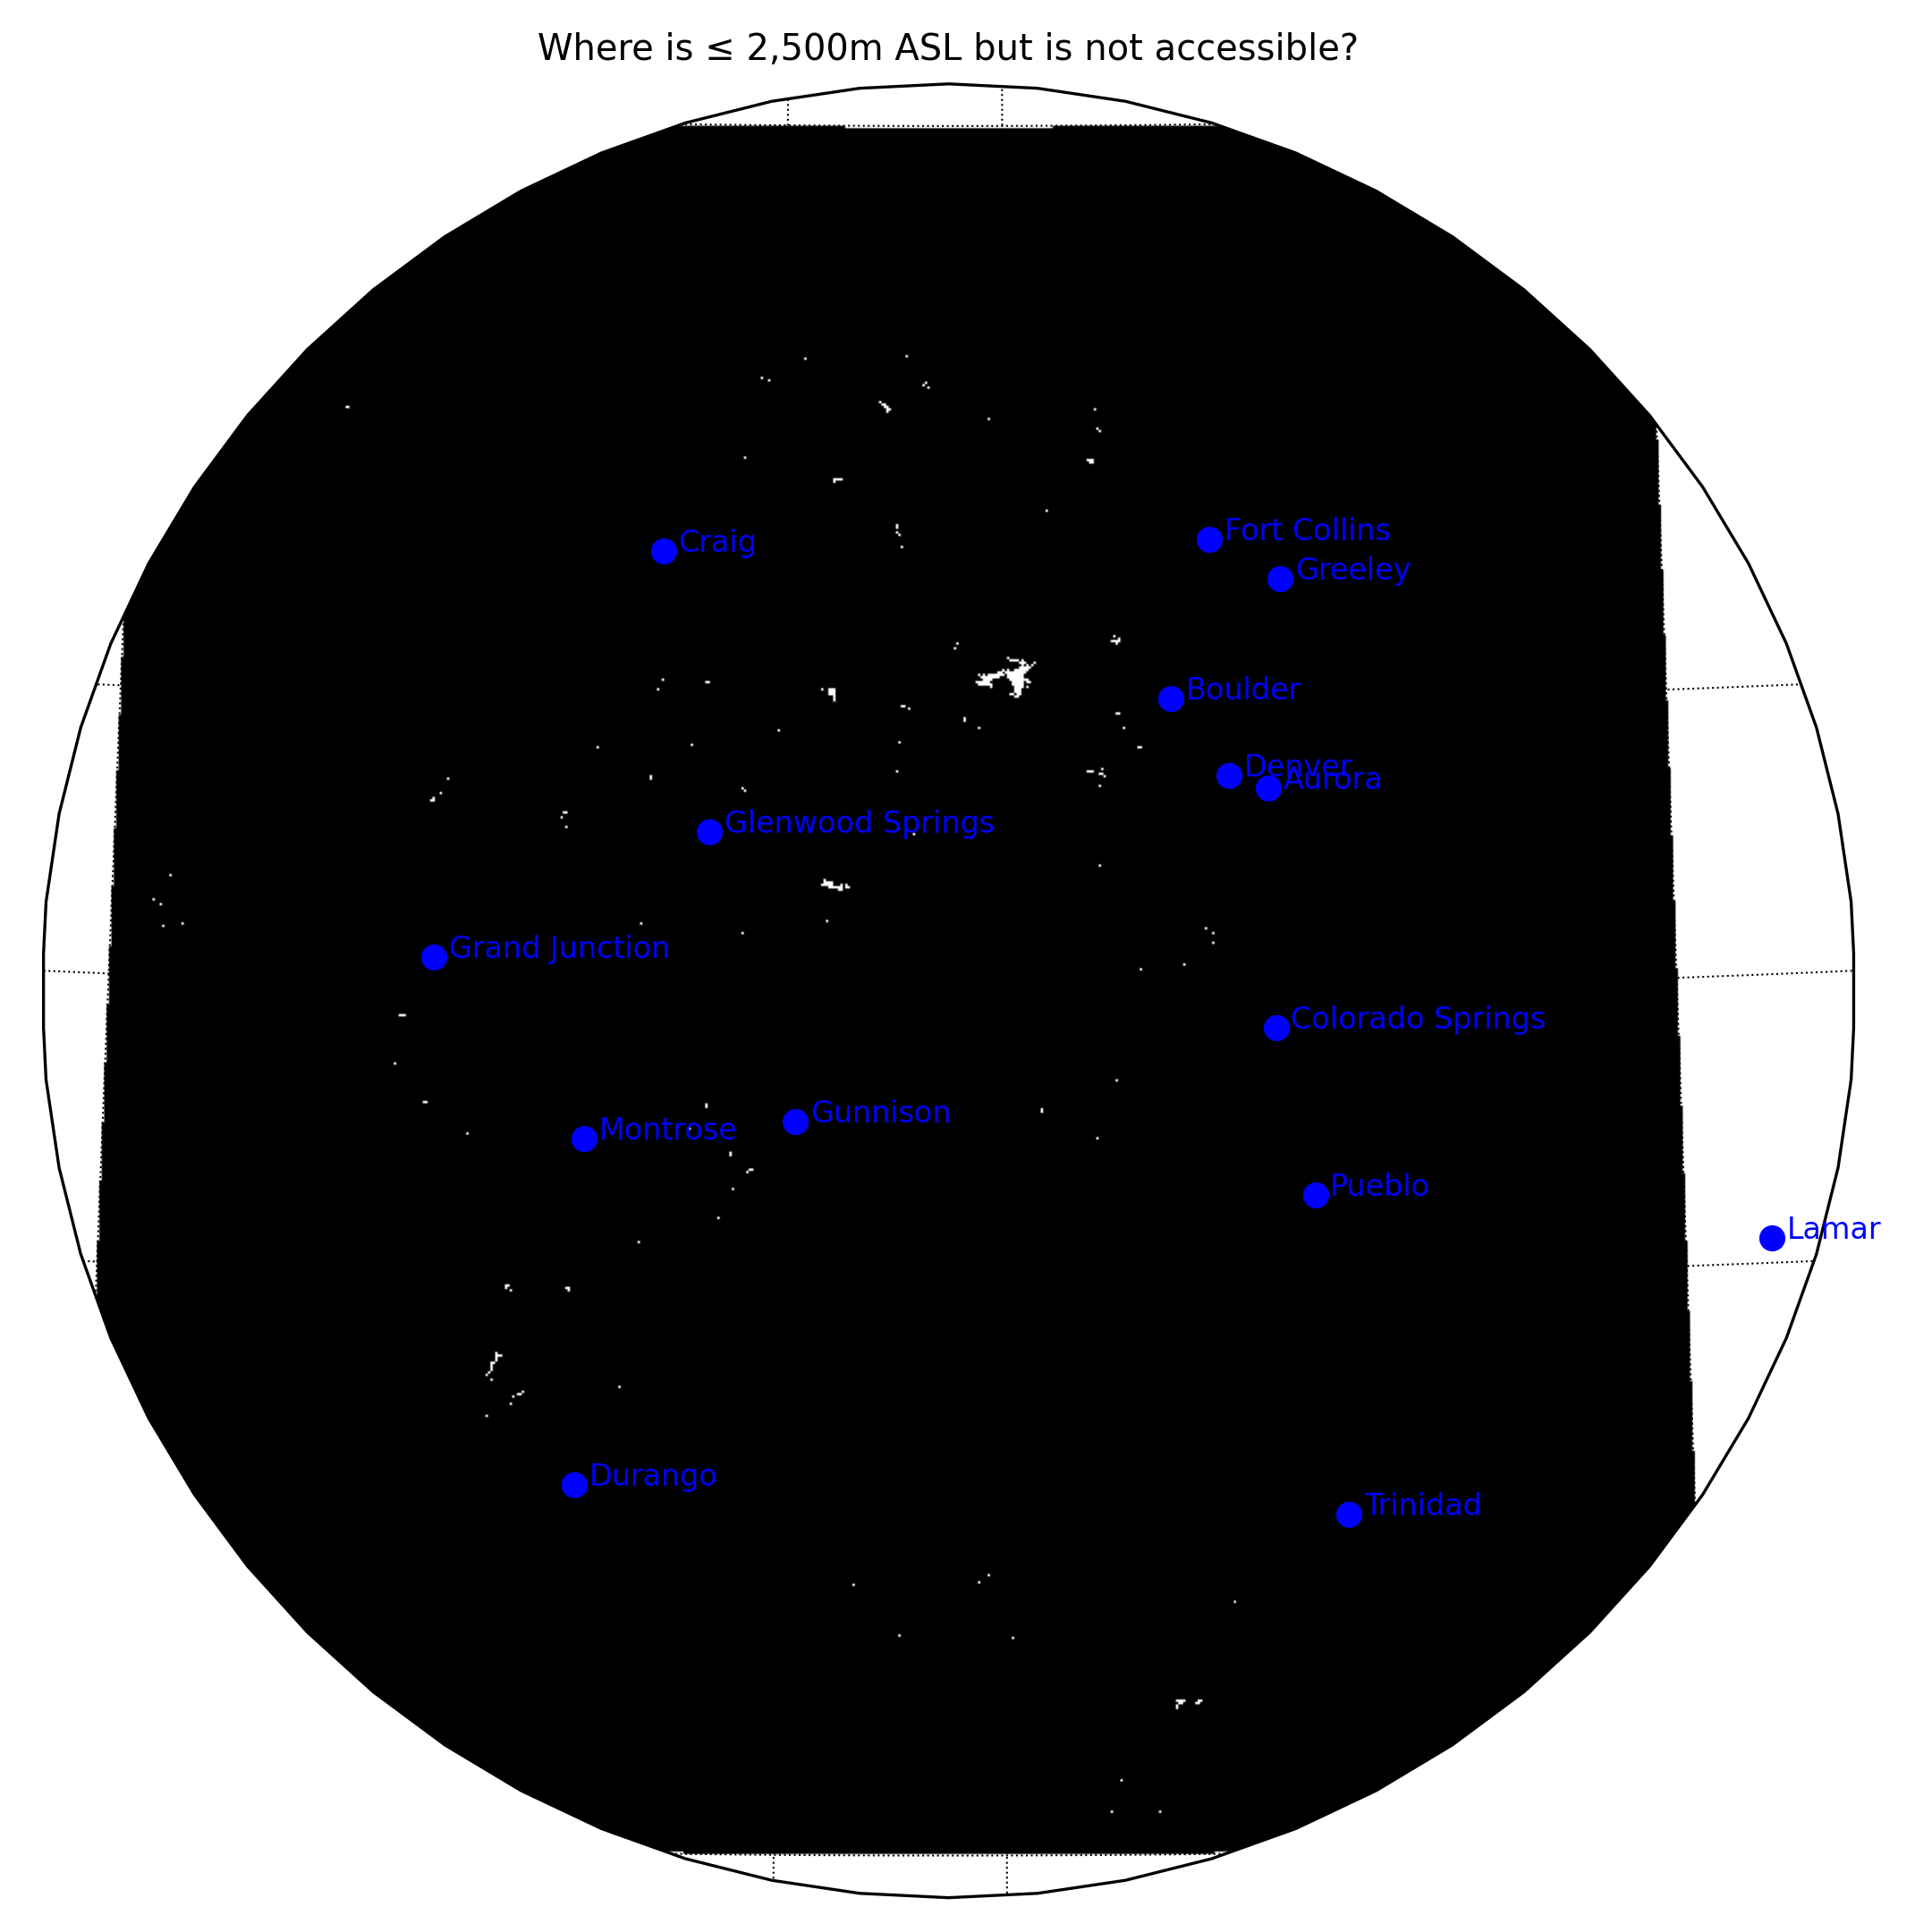 Where is ≤ 2,500m ASL but is not accessible?
Craig
Fort Collins
Greeley
Boulder
Denver
Aurora
Glenwood Springs
Grand Junction
Colorado Springs
Gunnison
Montrose
Pueblo
Lamar
Durango
Trinidad